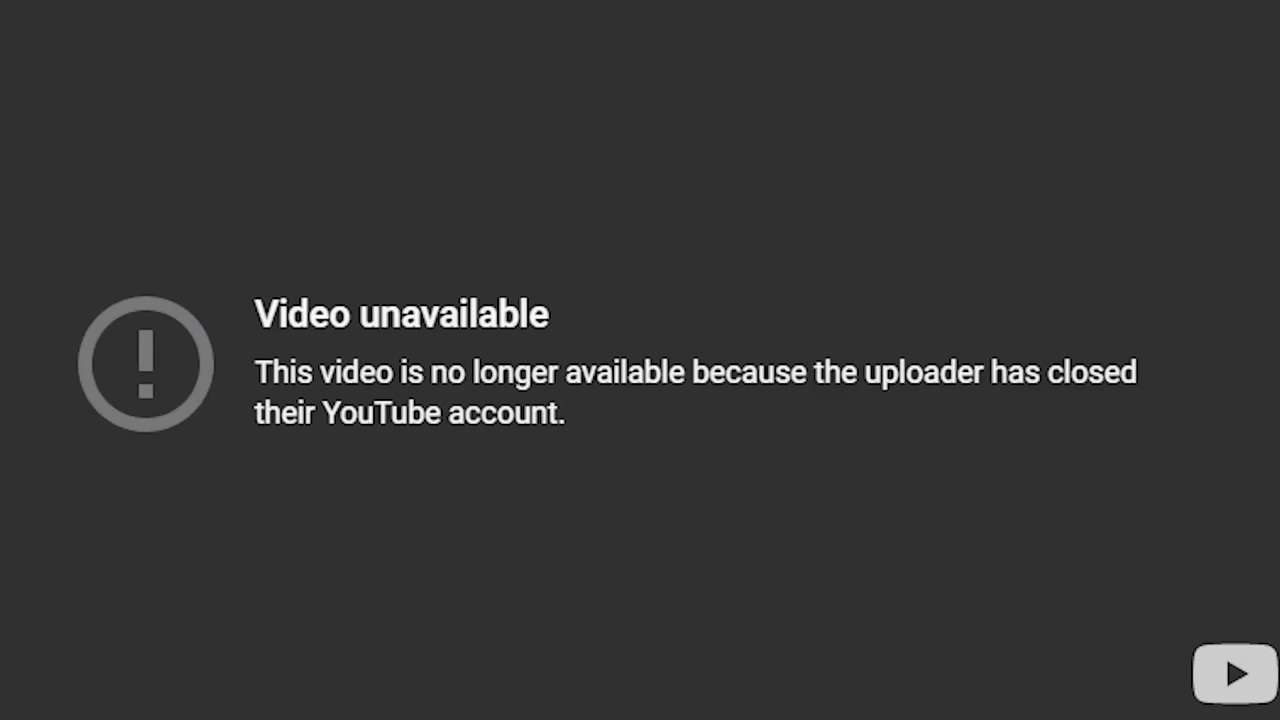 Video unavailable
This video is no longer available because the uploader has closed
their YouTube account.